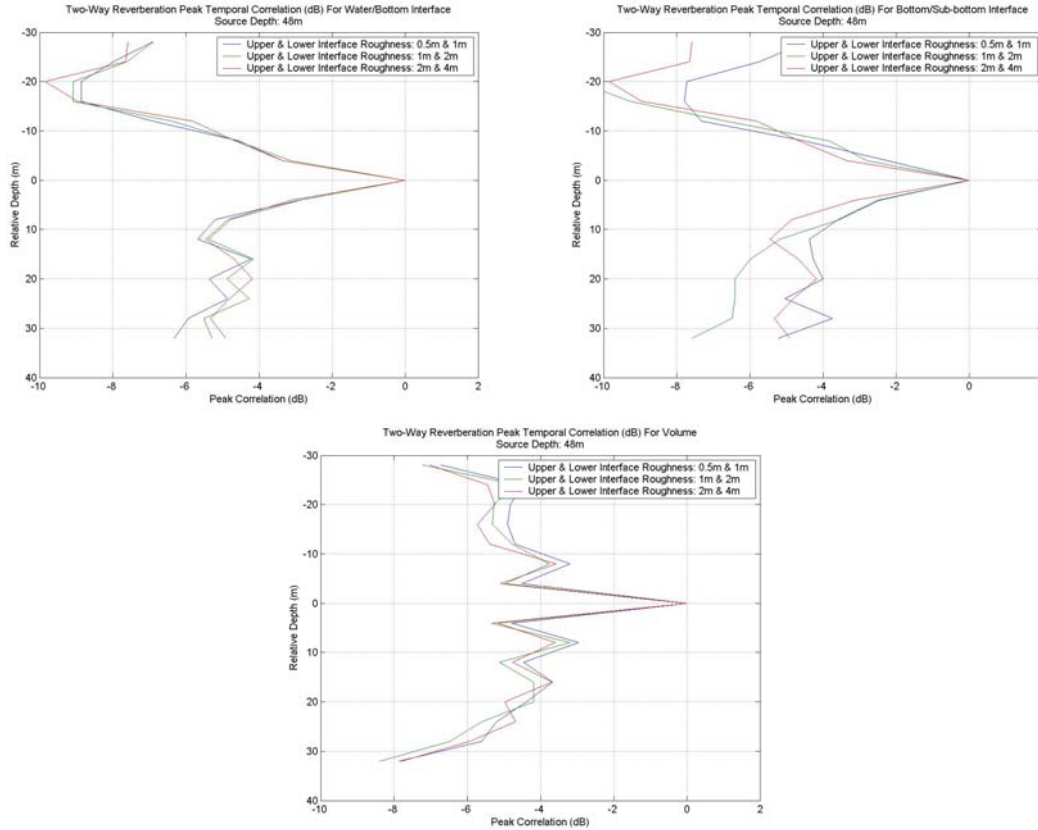 Two-Way Reverberation Peak Temporal Correlation (dB) For Water/Bottom Interface
Source Depth: 48m
Upper & Lower Interface Roughness: 0.5m & 1m
Upper & Lower Interface Roughness: 1m & 2m
Upper & Lower Interface Roughness: 2m & 4m
Relative Depth (m)
-30
-20
-10
0
10
20
30
40
-10
-8
-6
-4
-2
0
2
Peak Correlation (dB)
Two-Way Reverberation Peak Temporal Correlation (dB) For Bottom/Sub-bottom Interface
Source Depth: 48m
Upper & Lower Interface Roughness: 0.5m & 1m
Upper & Lower Interface Roughness: 1m & 2m
Upper & Lower Interface Roughness: 2m & 4m
Relative Depth (m)
-30
-20
-10
0
10
20
30
40
-10
-8
-6
-4
-2
0
Peak Correlation (dB)
Two-Way Reverberation Peak Temporal Correlation (dB) For Volume
Source Depth: 48m
Upper & Lower Interface Roughness: 0.5m & 1m
Upper & Lower Interface Roughness: 1m & 2m
Upper & Lower Interface Roughness: 2m & 4m
Relative Depth (m)
-30
-20
-10
0
10
20
30
40
-10
-8
-6
-4
-2
0
2
Peak Correlation (dB)